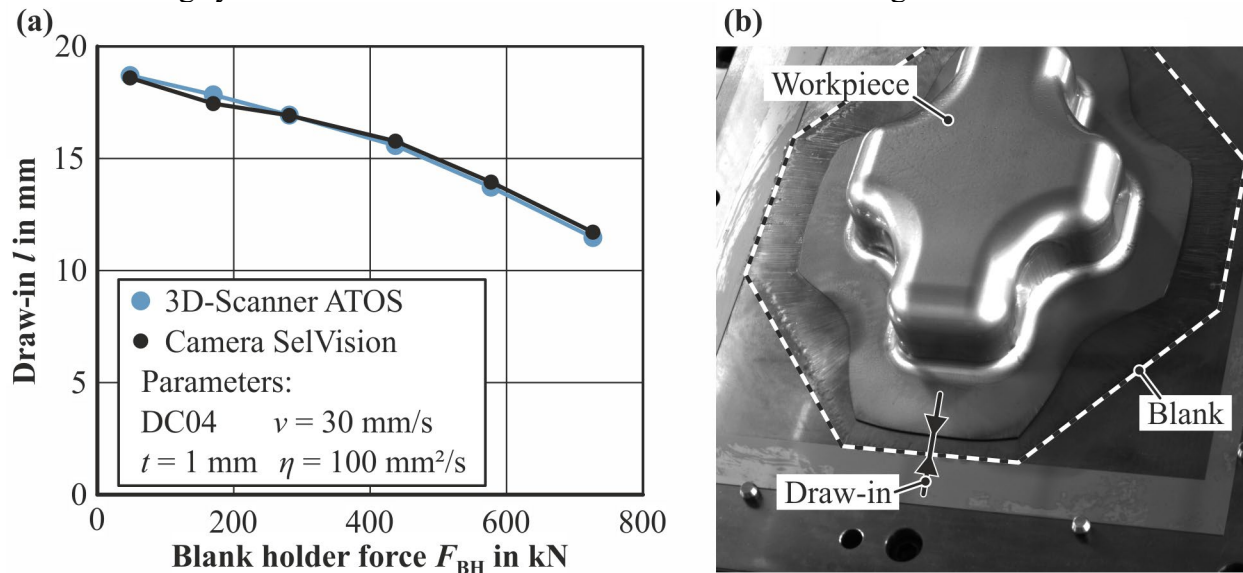 (a)
20
15
10
5
0
0 200 400 600 800
Draw-in l in mm
Blank holder force F_BH in kN
3D-Scanner ATOS
Camera SelVision
Parameters:
DC04 v = 30 mm/s
t = 1 mm η = 100 mm²/s
(b)
Workpiece
Blank
Draw-in